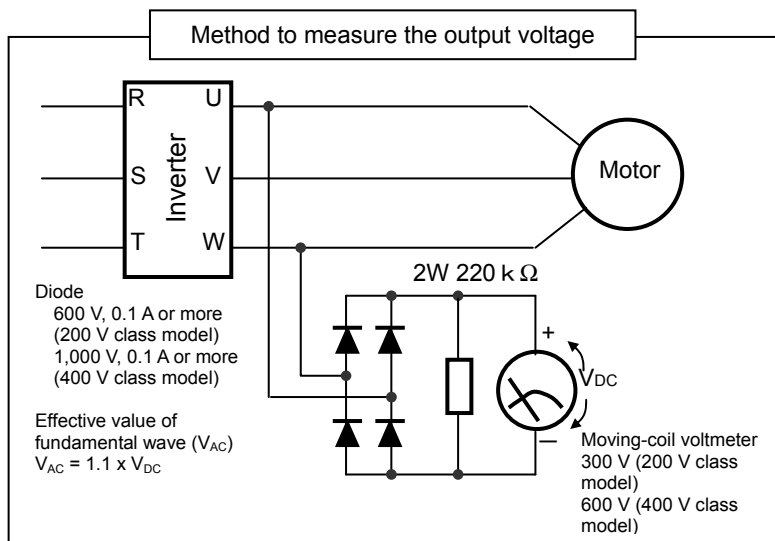 Method to measure the output voltage
R U
S V
T W
Inverter
Motor
2W 220 k Ω
Diode
600 V, 0.1 A or more
(200 V class model)
1,000 V, 0.1 A or more
(400 V class model)
Effective value of
fundamental wave (VAC)
VAC = 1.1 x VDC
+
VDC
−
Moving-coil voltmeter
300 V (200 V class
model)
600 V (400 V class
model)